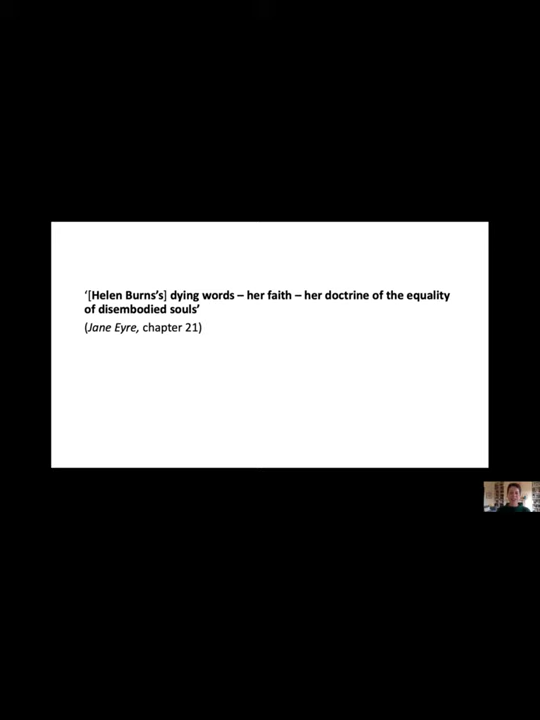 ‘[Helen Burns’s] dying words – her faith – her doctrine of the equality
of disembodied souls’
(Jane Eyre, chapter 21)